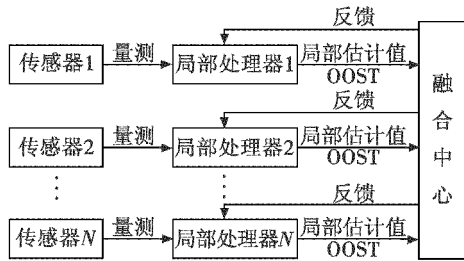 反馈
传感器1 量测 局部处理器1 局部估计值
OOST
反馈
传感器2 量测 局部处理器2 局部估计值
OOST
反馈
传感器N 量测 局部处理器N 局部估计值
OOST
融合中心